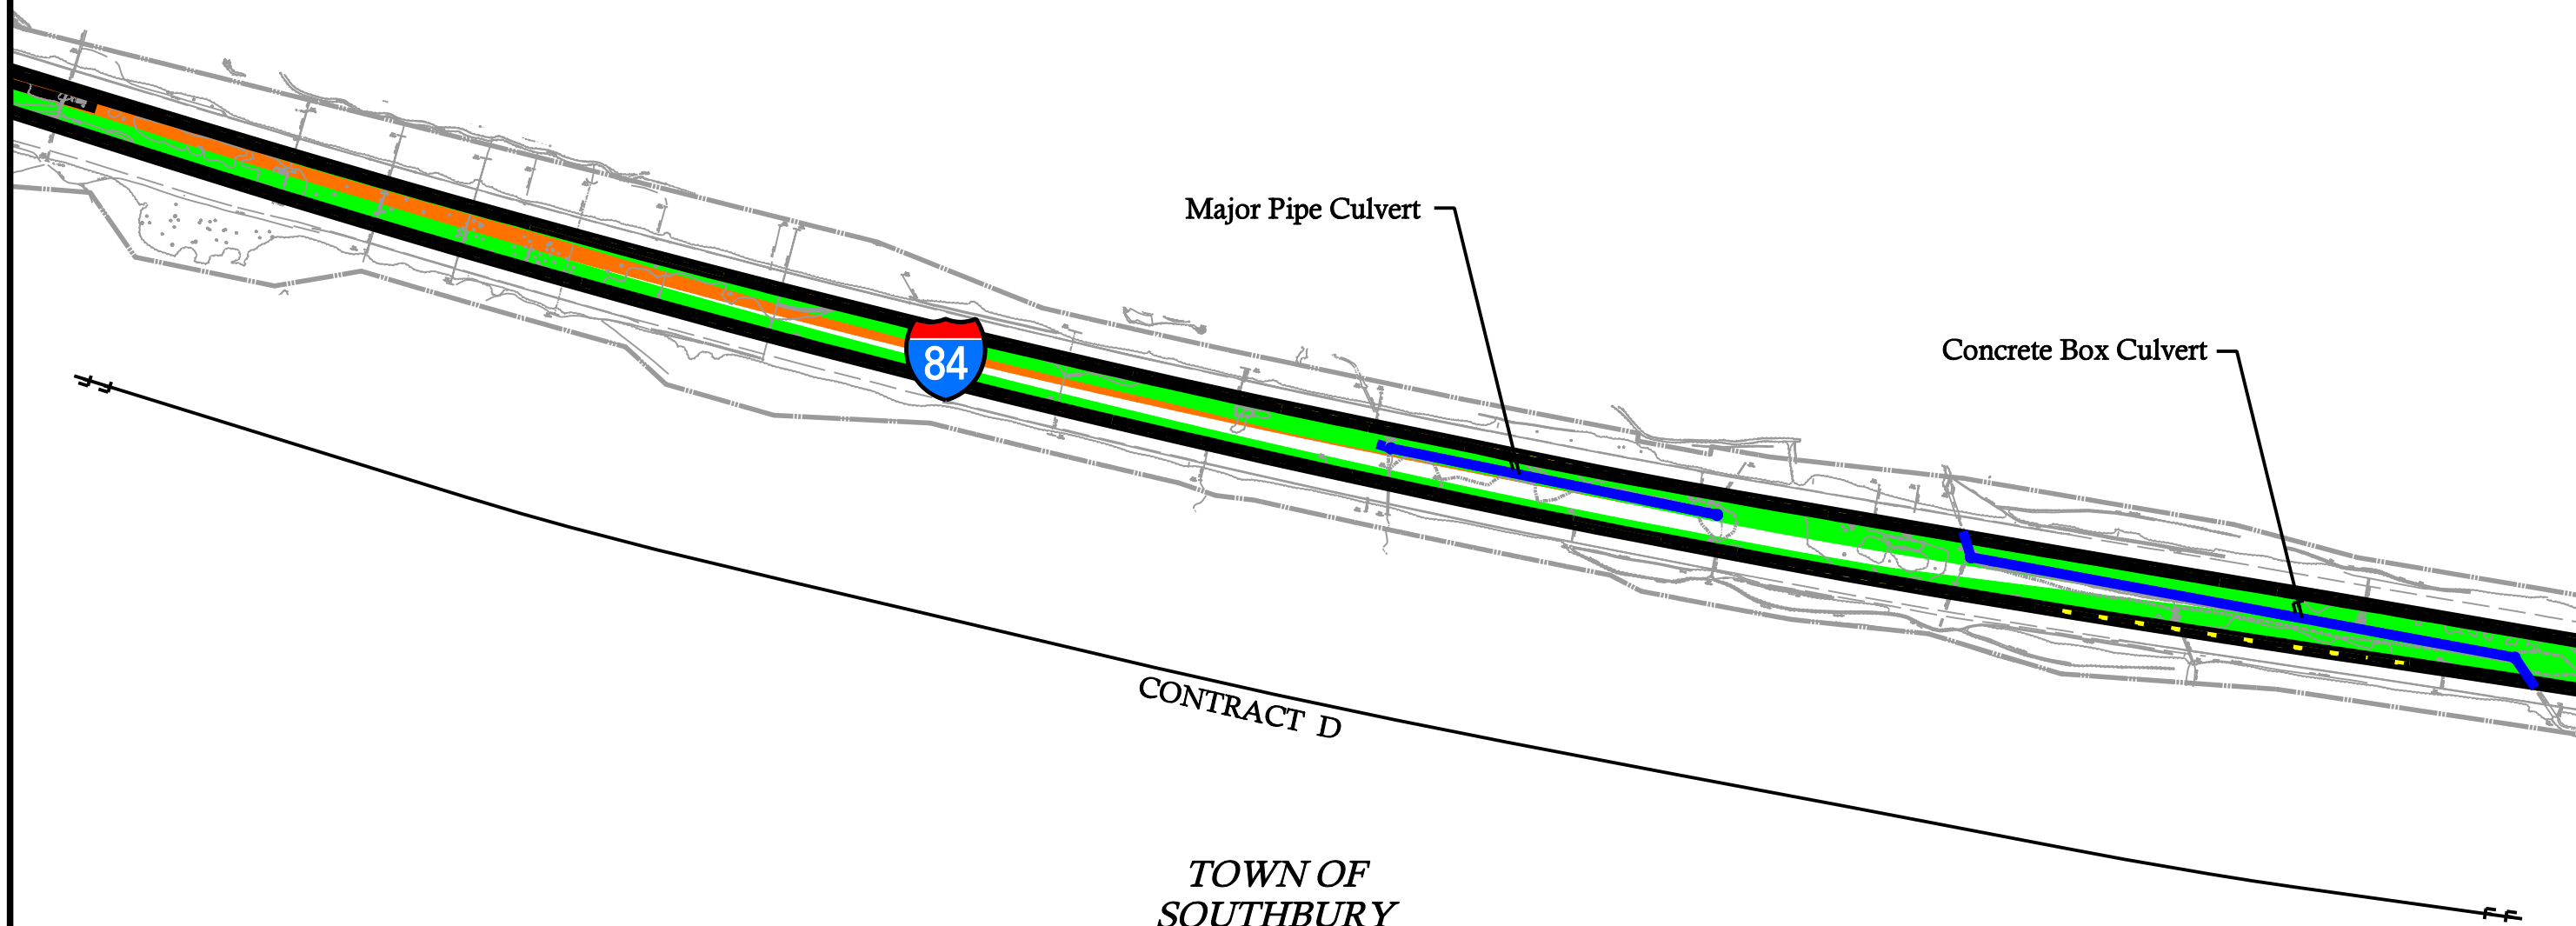 Major Pipe Culvert
Concrete Box Culvert
84
CONTRACT D
TOWN OF
SOUTHBURY